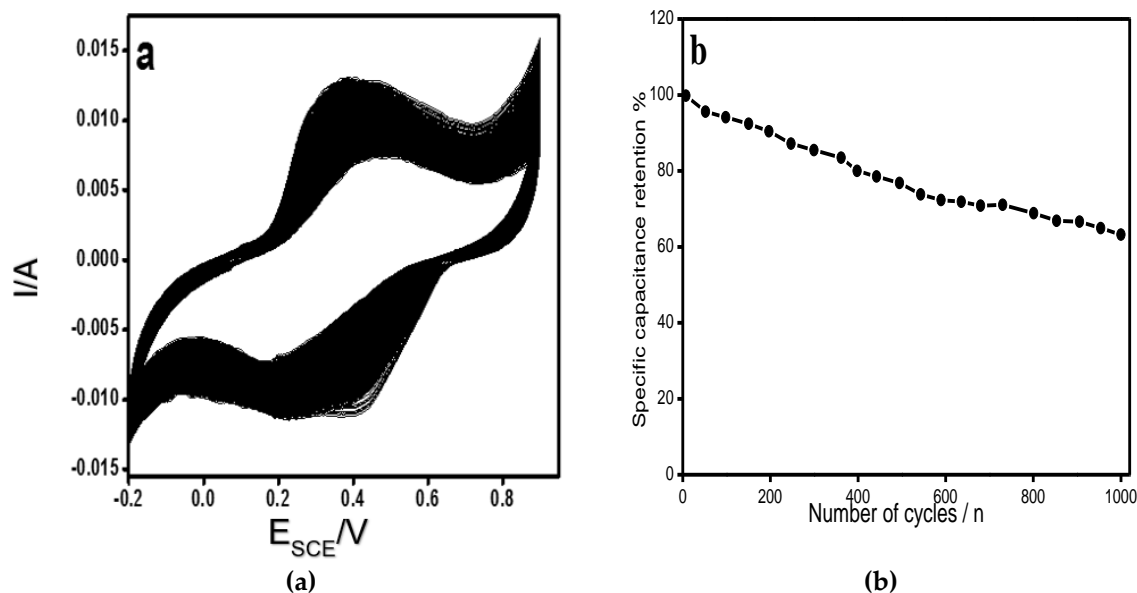 a
0.015
0.010
0.005
0.000
-0.005
-0.010
-0.015
I/A
-0.2 0.0 0.2 0.4 0.6 0.8
E_SCE/V
(a)
b
120
100
80
60
40
20
0
Specific capacitance retention %
0 200 400 600 800 1000
Number of cycles / n
(b)